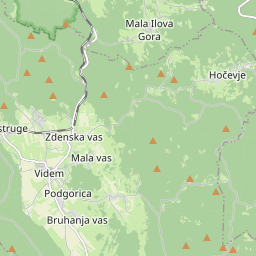 Mala Ilova
Gora
Hočevje
struge
Zdenska vas
Mala vas
Videm
Podgorica
Bruhanja vas